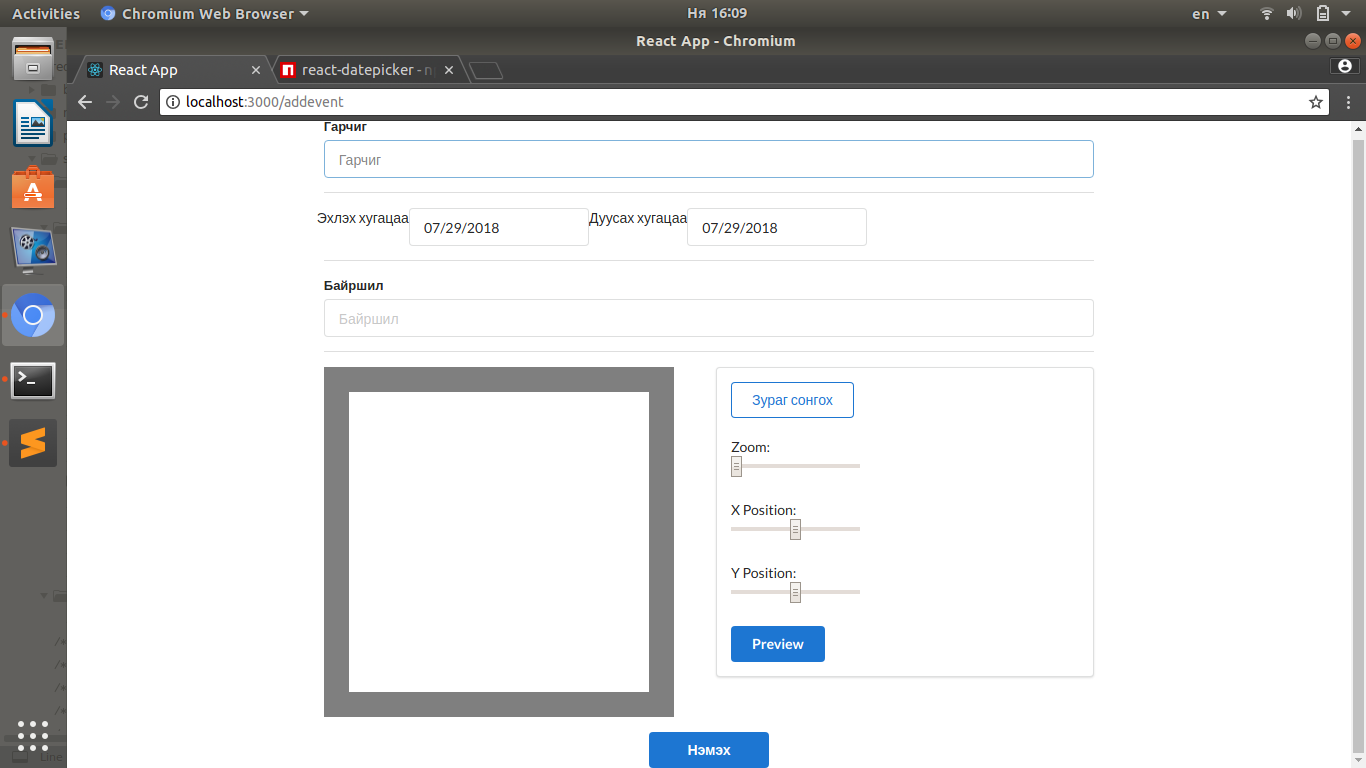 Activities Chromium Web Browser Ня 16:09 en
React App - Chromium
React App react-datepicker - n
localhost:3000/addevent
Гарчиг
Гарчиг
Эхлэх хугацаа 07/29/2018 Дуусах хугацаа 07/29/2018
Байршил
Байршил
Зураг сонгох
Zoom:
X Position:
Y Position:
Preview
Нэмэх
Line